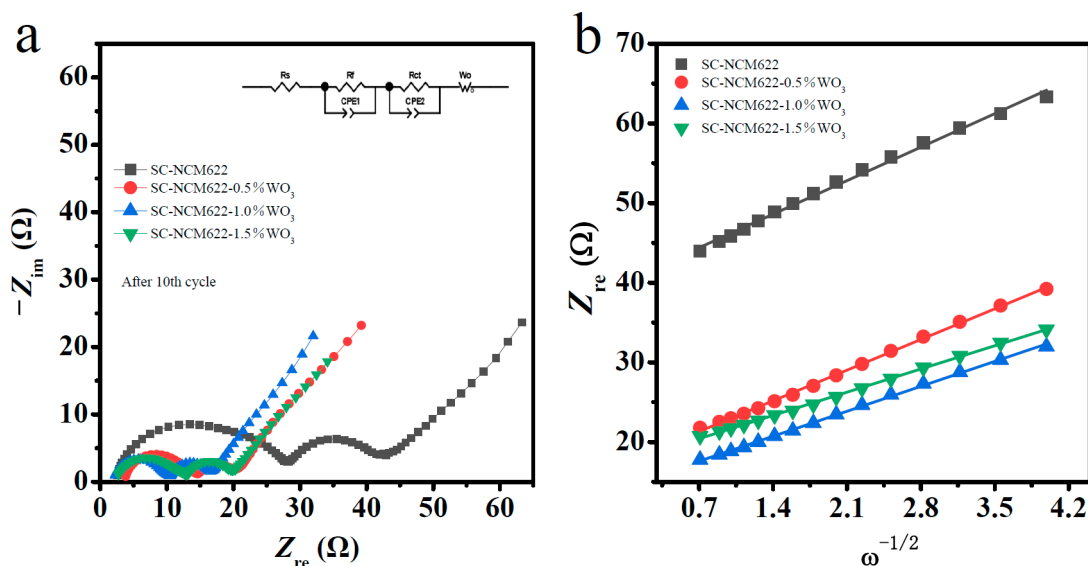 a
−Z_im (Ω)
60
50
40
30
20
10
0
Rs
Rf
Rct
Wo
CPE1
CPE2
SC-NCM622
SC-NCM622-0.5%WO₃
SC-NCM622-1.0%WO₃
SC-NCM622-1.5%WO₃
After 10th cycle
0 10 20 30 40 50 60
Z_re (Ω)
b
Z_re (Ω)
70
60
50
40
30
20
SC-NCM622
SC-NCM622-0.5%WO₃
SC-NCM622-1.0%WO₃
SC-NCM622-1.5%WO₃
0.7 1.4 2.1 2.8 3.5 4.2
ω⁻¹/²